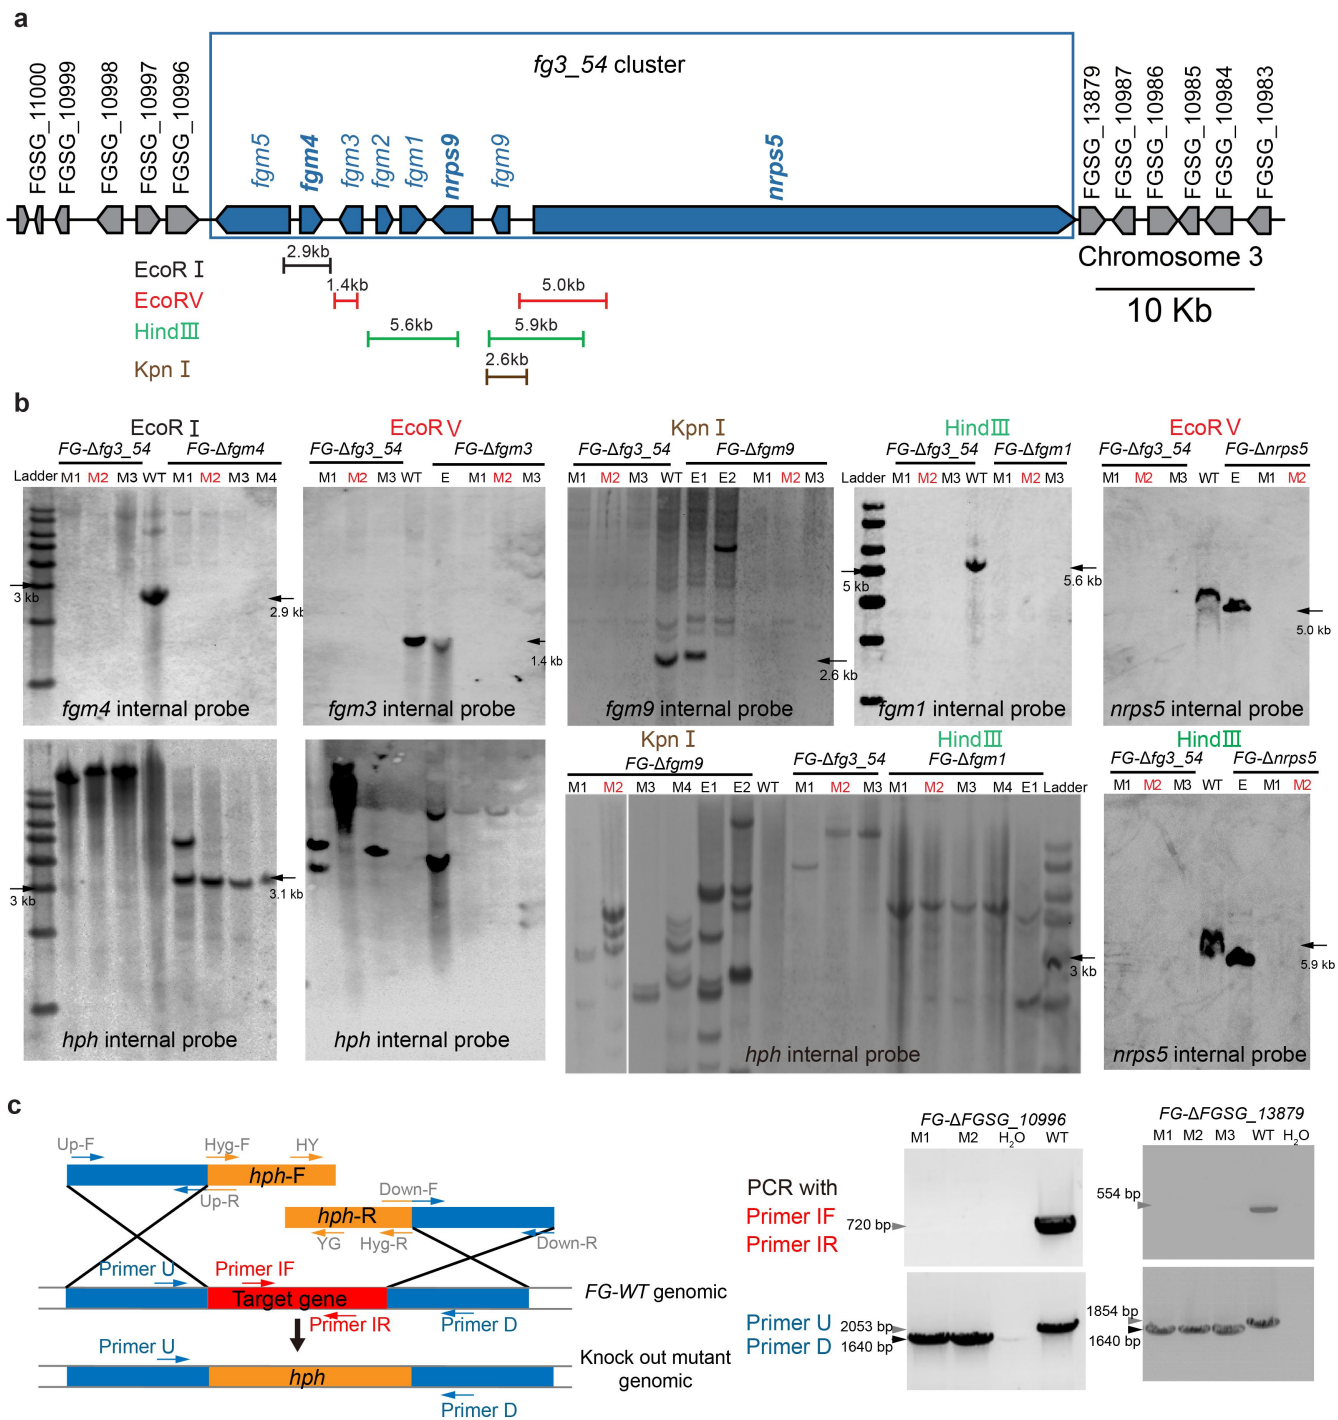 a
fg3_54 cluster
FGSG_11000
FGSG_10999
FGSG_10998
FGSG_10997
FGSG_10996
fgm5
fgm4
fgm3
fgm2
fgm1
nrps9
fgm9
nrps5
FGSG_13879
FGSG_10987
FGSG_10986
FGSG_10985
FGSG_10984
FGSG_10983
Chromosome 3
10 Kb
EcoR I
2.9kb
EcoRV
1.4kb
5.0kb
HindⅢ
5.6kb
5.9kb
Kpn I
2.6kb
b
EcoR I
FG-Δfg3_54 FG-Δfgm4
Ladder M1 M2 M3 WT M1 M2 M3 M4
3 kb
2.9 kb
fgm4 internal probe
EcoR V
FG-Δfg3_54 FG-Δfgm3
M1 M2 M3 WT E M1 M2 M3
1.4 kb
fgm3 internal probe
Kpn I
FG-Δfg3_54 FG-Δfgm9
M1 M2 M3 WT E1 E2 M1 M2 M3
2.6 kb
fgm9 internal probe
HindⅢ
FG-Δfg3_54 FG-Δfgm1
Ladder M1 M2 M3 WT M1 M2 M3
5 kb
5.6 kb
fgm1 internal probe
EcoR V
FG-Δfg3_54 FG-Δnrps5
M1 M2 M3 WT E M1 M2
5.0 kb
nrps5 internal probe
3 kb
3.1 kb
hph internal probe
hph internal probe
Kpn I HindⅢ
FG-Δfgm9 FG-Δfg3_54 FG-Δfgm1
M1 M2 M3 M4 E1 E2 WT M1 M2 M3 M1 M2 M3 M4 E1 Ladder
3 kb
hph internal probe
HindⅢ
FG-Δfg3_54 FG-Δnrps5
M1 M2 M3 WT E M1 M2
5.9 kb
nrps5 internal probe
c
Up-F Hyg-F HY
hph-F
Up-R
Down-F
hph-R
YG Hyg-R Down-R
Primer U Primer IF
Target gene
FG-WT genomic
Primer IR Primer D
Primer U
Knock out mutant
genomic
hph
Primer D
FG-ΔFGSG_10996
M1 M2 H2O WT
FG-ΔFGSG_13879
M1 M2 M3 WT H2O
PCR with
Primer IF
Primer IR
720 bp
554 bp
Primer U
Primer D
2053 bp
1640 bp
1854 bp
1640 bp